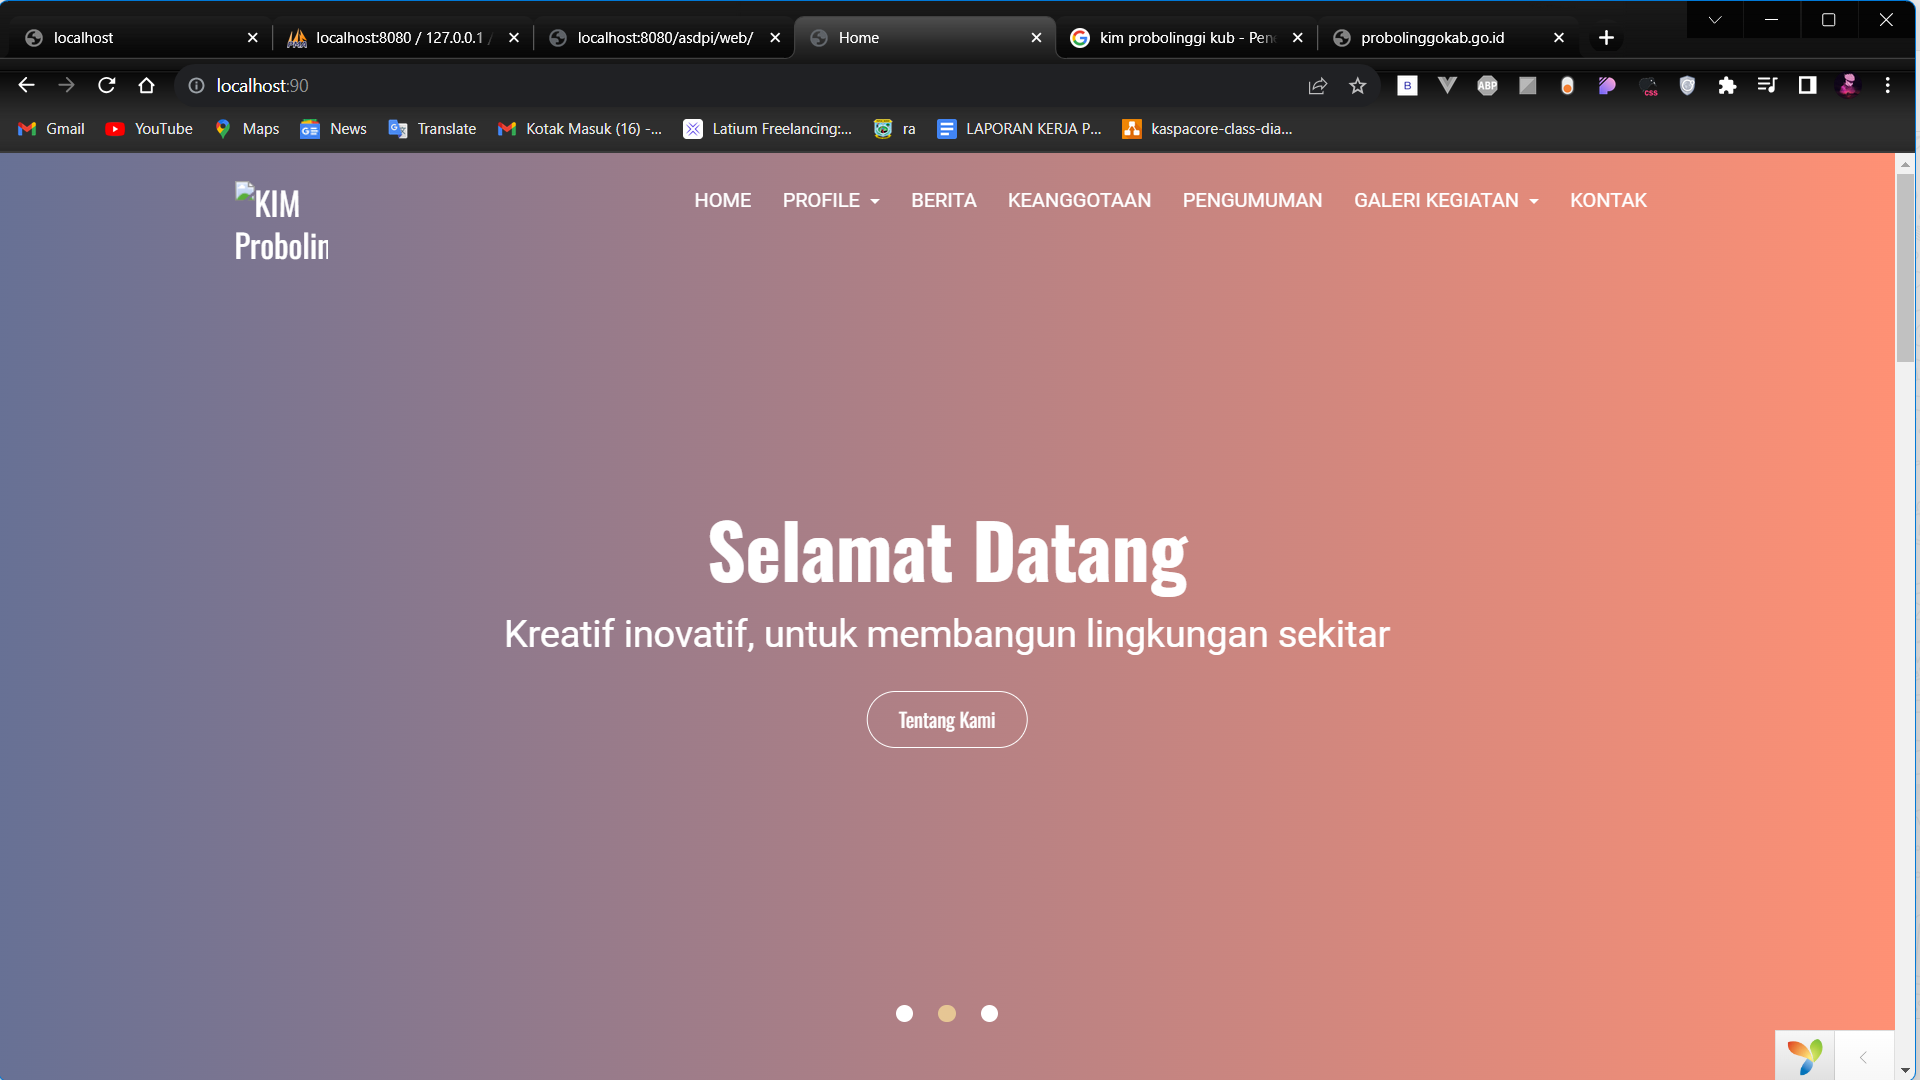 localhost
localhost:8080 / 127.0.0.1 /
localhost:8080/asdpi/web/
Home
kim probolinggi kub - Pen
probolinggokab.go.id
localhost:90
B
ABP
css
Gmail
YouTube
Maps
News
Translate
Kotak Masuk (16) -...
Latium Freelancing:...
ra
LAPORAN KERJA P...
kaspacore-class-dia...
KIM
Probolin
HOME
PROFILE
BERITA
KEANGGOTAAN
PENGUMUMAN
GALERI KEGIATAN
KONTAK
Selamat Datang
Kreatif inovatif, untuk membangun lingkungan sekitar
Tentang Kami